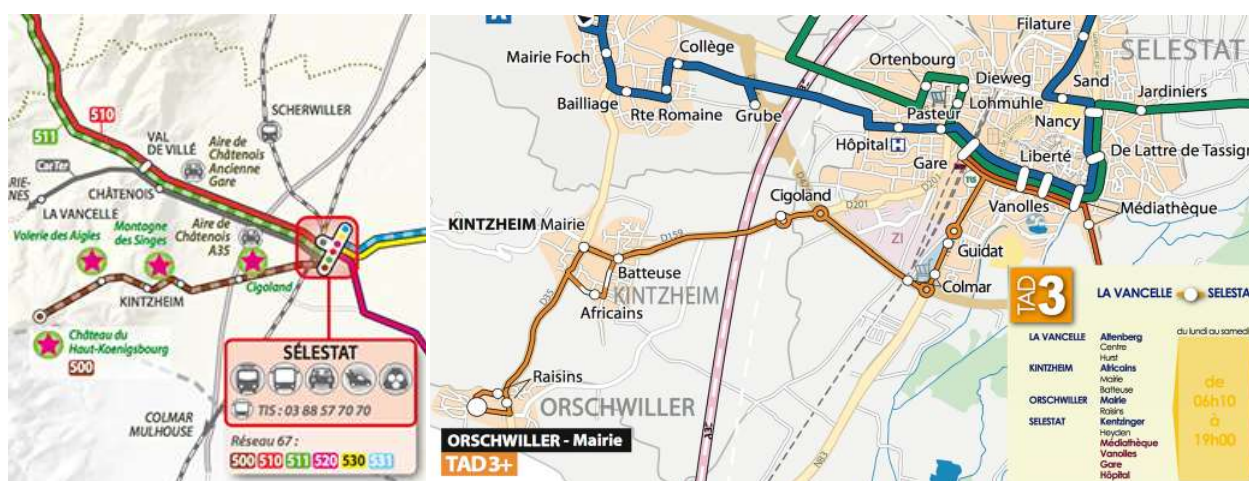 510
511
SCHERWILLER
VAL
DE VILLÉ
Aire de
Châtenois
Ancienne
Gare
CarTer
RIE-
NES
CHÂTENOIS
LA VANCELLE
Volerie des Aigles
Montagne
des Singes
Aire de
Châtenois
A35
Cigoland
KINTZHEIM
Château du
Haut-Koenigsbourg
500
SÉLESTAT
TIS : 03 88 57 70 70
COLMAR
MULHOUSE
Réseau 67 :
500 510 511 520 530 531
Mairie Foch
Collège
Bailliage
Rte Romaine
Grube
Ortenbourg
Dieweg
Lohmuhle
Pasteur
Hôpital H
Gare
TIS
Filature
SELESTAT
Sand
Nancy
Jardiniers
Liberté
De Lattre de Tassign
Vanolles
Médiathèque
Cigoland
D201
D201
ZI
Guidat
Colmar
KINTZHEIM Mairie
D159
Batteuse
KINTZHEIM
Africains
D35
Raisins
ORSCHWILLER
ORSCHWILLER - Mairie
TAD 3+
N83
TAD
3
LA VANCELLE SELESTA
du lundi au samedi
LA VANCELLE Altenberg
Centre
Hurst
KINTZHEIM Africains
Mairie
Batteuse
ORSCHWILLER Mairie
Raisins
SELESTAT Kentzinger
Heyden
Médiathèque
Vanolles
Gare
Hôpital
de
06h10
à
19h00